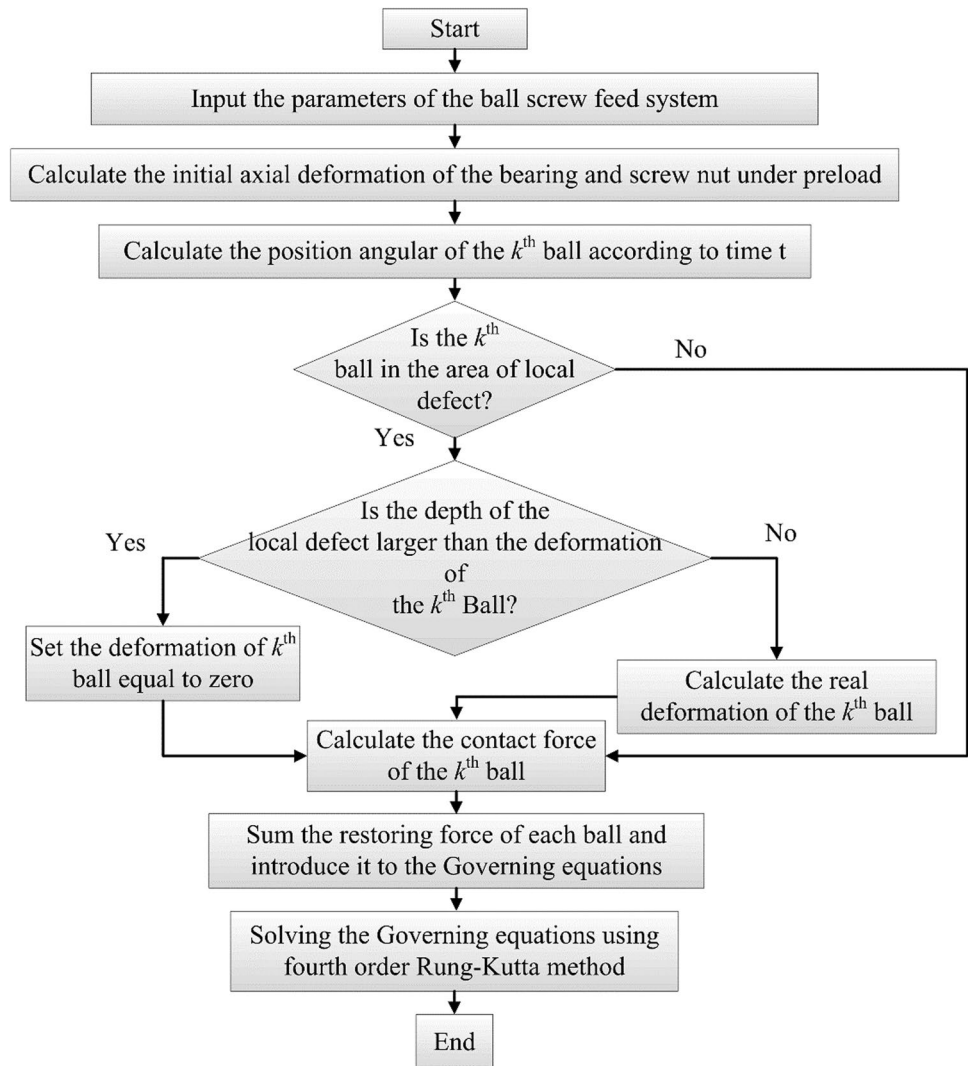 Start
Input the parameters of the ball screw feed system
Calculate the initial axial deformation of the bearing and screw nut under preload
Calculate the position angular of the kth ball according to time t
Is the kth
ball in the area of local
defect?
No
Yes
Is the depth of the
local defect larger than the deformation
of
the kth Ball?
Yes
No
Set the deformation of kth
ball equal to zero
Calculate the real
deformation of the kth ball
Calculate the contact force
of the kth ball
Sum the restoring force of each ball and
introduce it to the Governing equations
Solving the Governing equations using
fourth order Rung-Kutta method
End